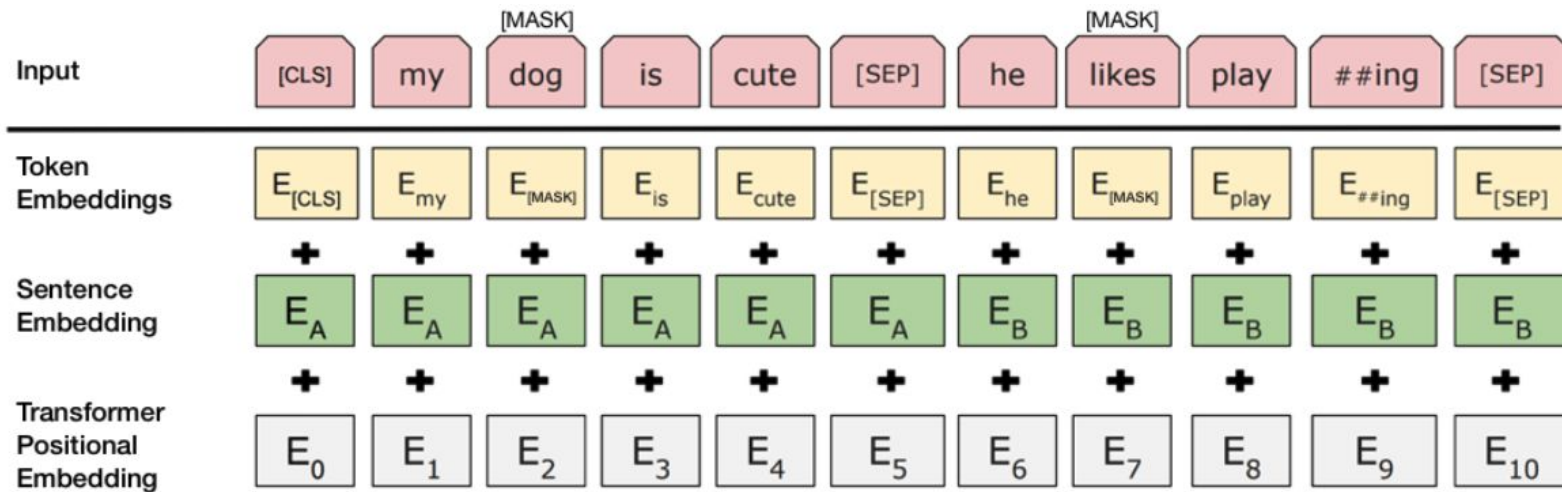 [MASK] [MASK]
Input [CLS] my dog is cute [SEP] he likes play ##ing [SEP]
Token
Embeddings E[CLS] Emy E[MASK] Eis Ecute E[SEP] Ehe E[MASK] Eplay E##ing E[SEP]
+ + + + + + + + + + +
Sentence
Embedding EA EA EA EA EA EA EB EB EB EB EB
+ + + + + + + + + + +
Transformer
Positional
Embedding E0 E1 E2 E3 E4 E5 E6 E7 E8 E9 E10